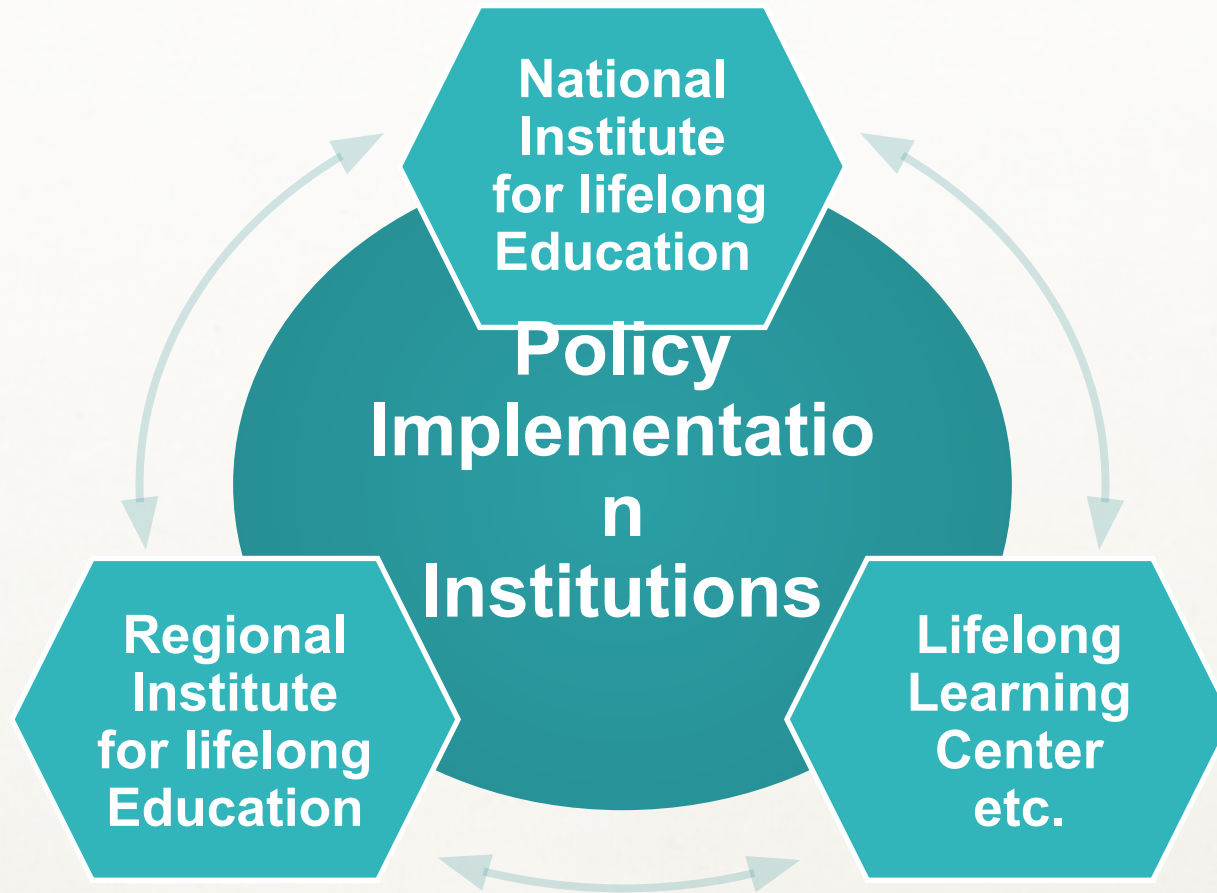 National
Institute
for lifelong
Education
Policy
Implementatio
n
Institutions
Regional
Institute
for lifelong
Education
Lifelong
Learning
Center
etc.